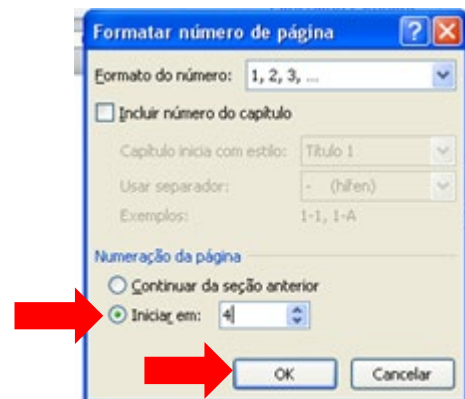 Formatar número de página
Formato do número: 1, 2, 3, ...
Incluir número do capítulo
Capítulo inicia com estilo: Título 1
Usar separador: - (hífen)
Exemplos: 1-1, 1-A
Numeração da página
Continuar da seção anterior
Iniciar em: 4
OK Cancelar